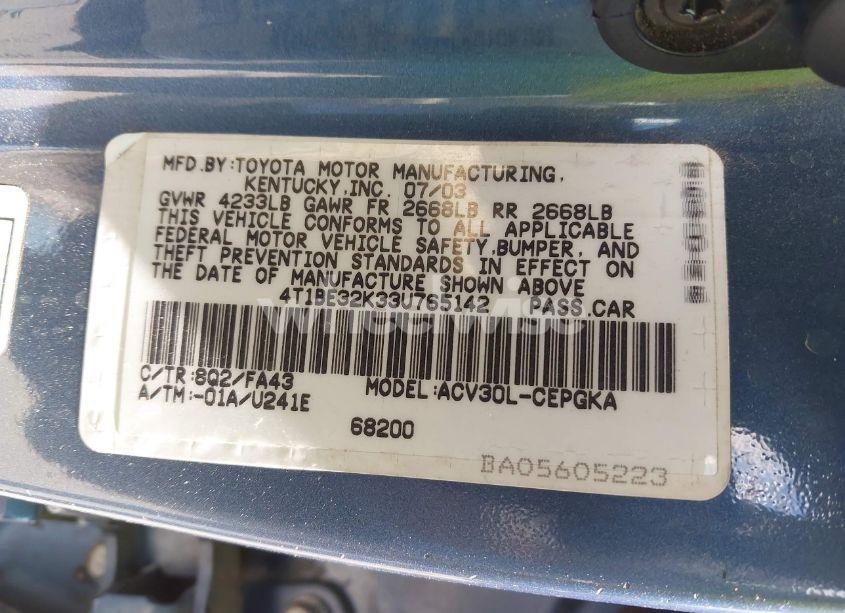 MFD.BY:TOYOTA MOTOR MANUFACTURING,
KENTUCKY,INC. 07/03
GVWR 4233LB GAWR FR 2668LB RR 2668LB
THIS VEHICLE CONFORMS TO ALL APPLICABLE
FEDERAL MOTOR VEHICLE SAFETY,BUMPER, AND
THEFT PREVENTION STANDARDS IN EFFECT ON
THE DATE OF MANUFACTURE SHOWN ABOVE
4T1BE32K33U765142 PASS.CAR
C/TR:8Q2/FA43 MODEL:ACV30L-CEPGKA
A/TM:-01A/U241E
68200
BA05605223